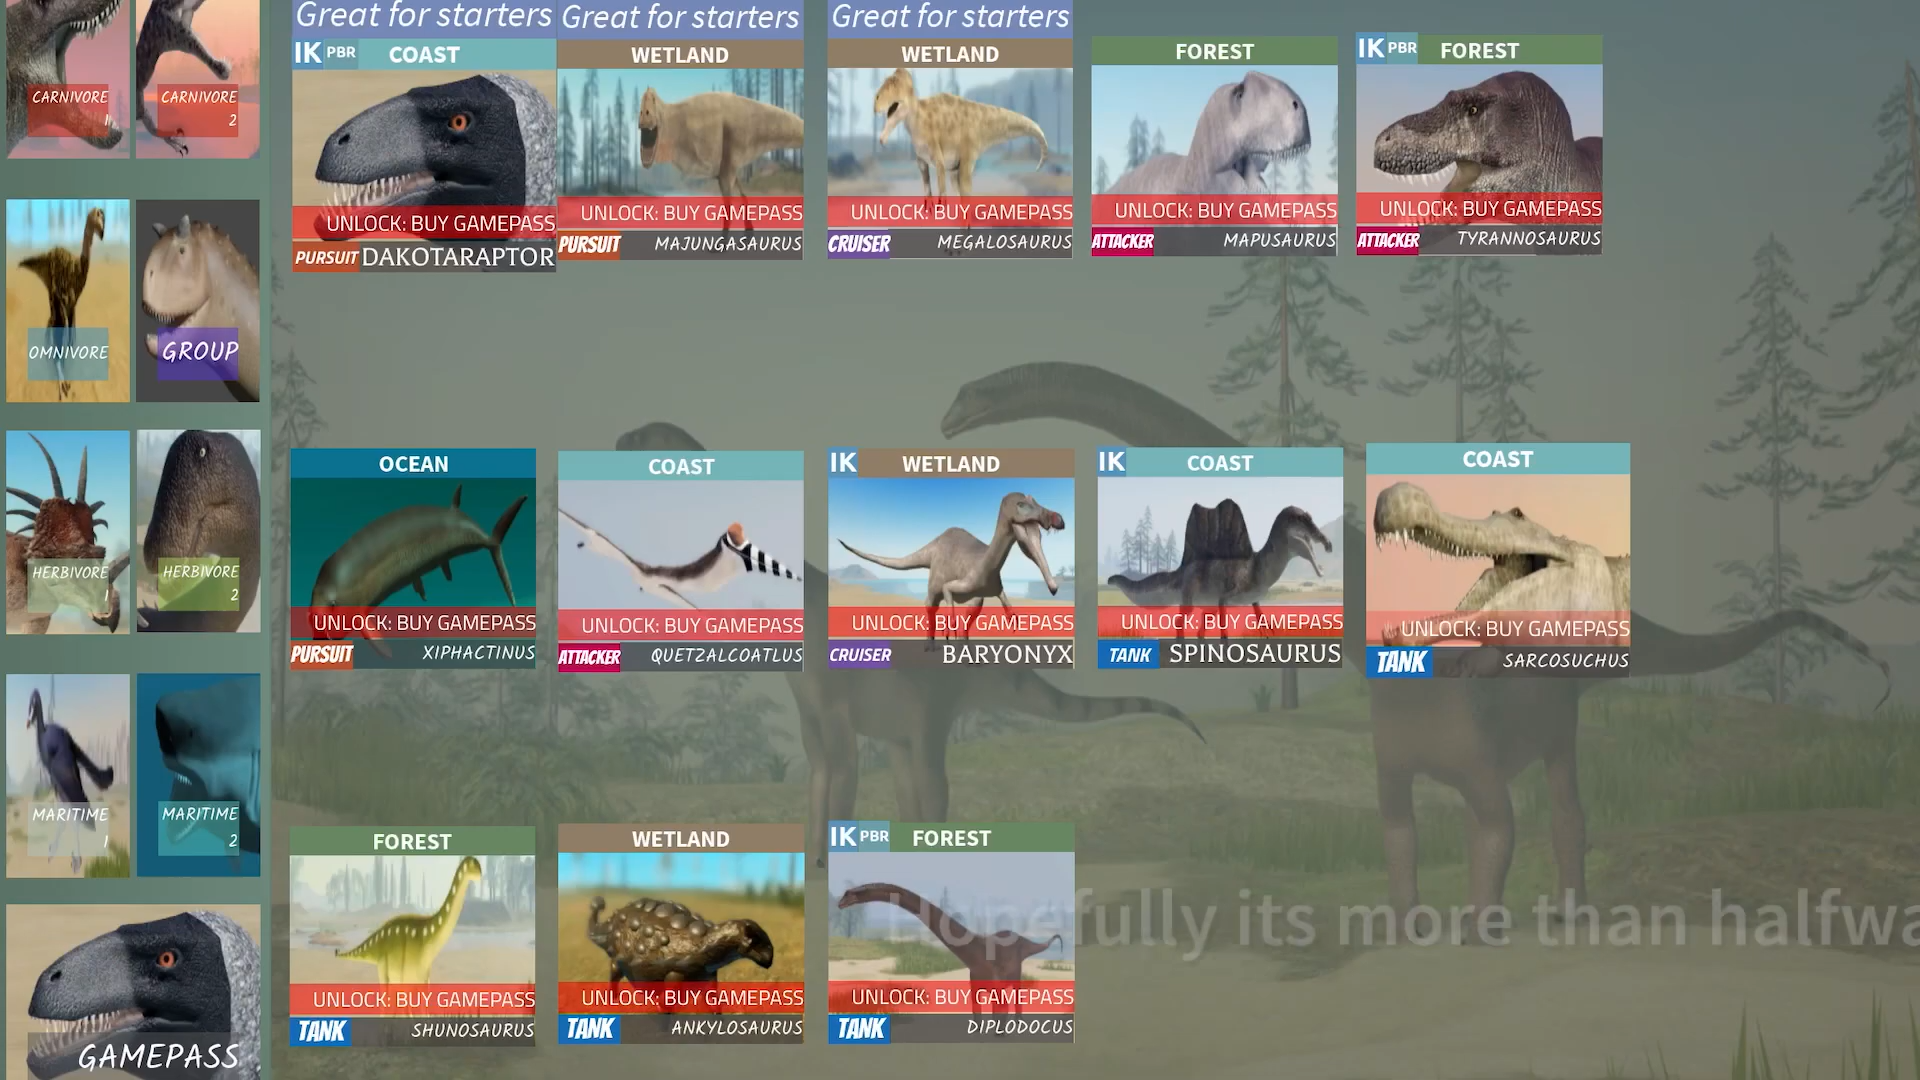 CARNIVORE
1
CARNIVORE
2
OMNIVORE
GROUP
HERBIVORE
1
HERBIVORE
2
MARITIME
1
MARITIME
2
GAMEPASS
Great for starters
IK PBR COAST
UNLOCK: BUY GAMEPASS
PURSUIT DAKOTARAPTOR
Great for starters
WETLAND
UNLOCK: BUY GAMEPASS
PURSUIT MAJUNGASAURUS
Great for starters
WETLAND
UNLOCK: BUY GAMEPASS
CRUISER MEGALOSAURUS
FOREST
UNLOCK: BUY GAMEPASS
ATTACKER MAPUSAURUS
IK PBR FOREST
UNLOCK: BUY GAMEPASS
ATTACKER TYRANNOSAURUS
OCEAN
UNLOCK: BUY GAMEPASS
PURSUIT XIPHACTINUS
COAST
UNLOCK: BUY GAMEPASS
ATTACKER QUETZALCOATLUS
IK WETLAND
UNLOCK: BUY GAMEPASS
CRUISER BARYONYX
IK COAST
UNLOCK: BUY GAMEPASS
TANK SPINOSAURUS
COAST
UNLOCK: BUY GAMEPASS
TANK SARCOSUCHUS
FOREST
UNLOCK: BUY GAMEPASS
TANK SHUNOSAURUS
WETLAND
UNLOCK: BUY GAMEPASS
TANK ANKYLOSAURUS
IK PBR FOREST
UNLOCK: BUY GAMEPASS
TANK DIPLODOCUS
Hopefully its more than halfwa